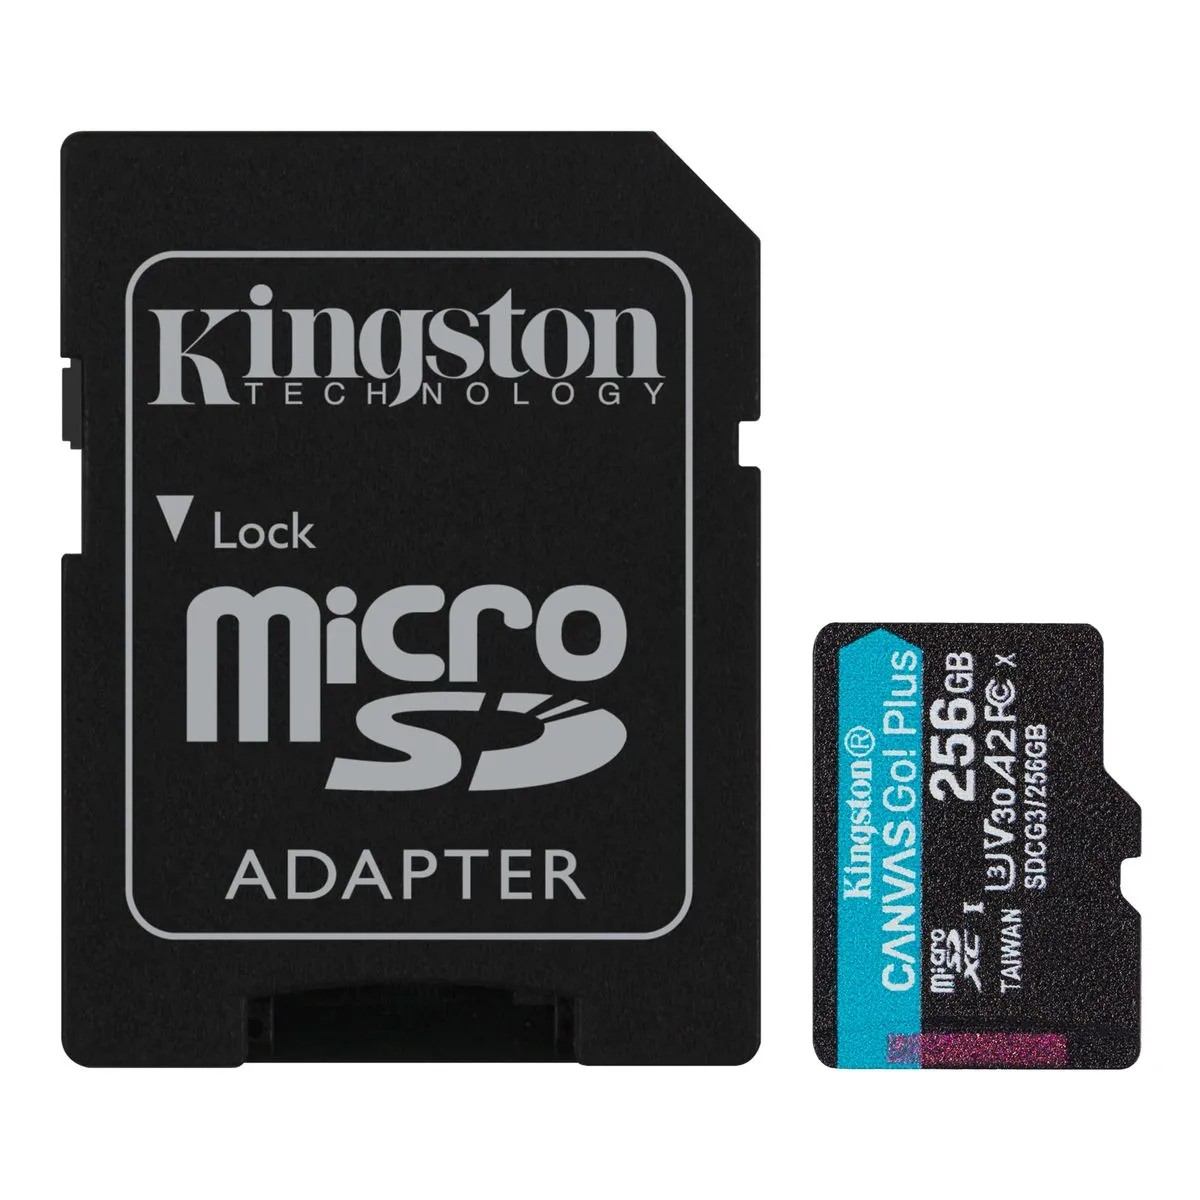 Kingston
TECHNOLOGY
Lock
micro
SD
ADAPTER
Kingston®
CANVAS Go! Plus
256GB
micro
SD
XC I U3 V30 A2 FC X
TAIWAN SDCG3/256GB